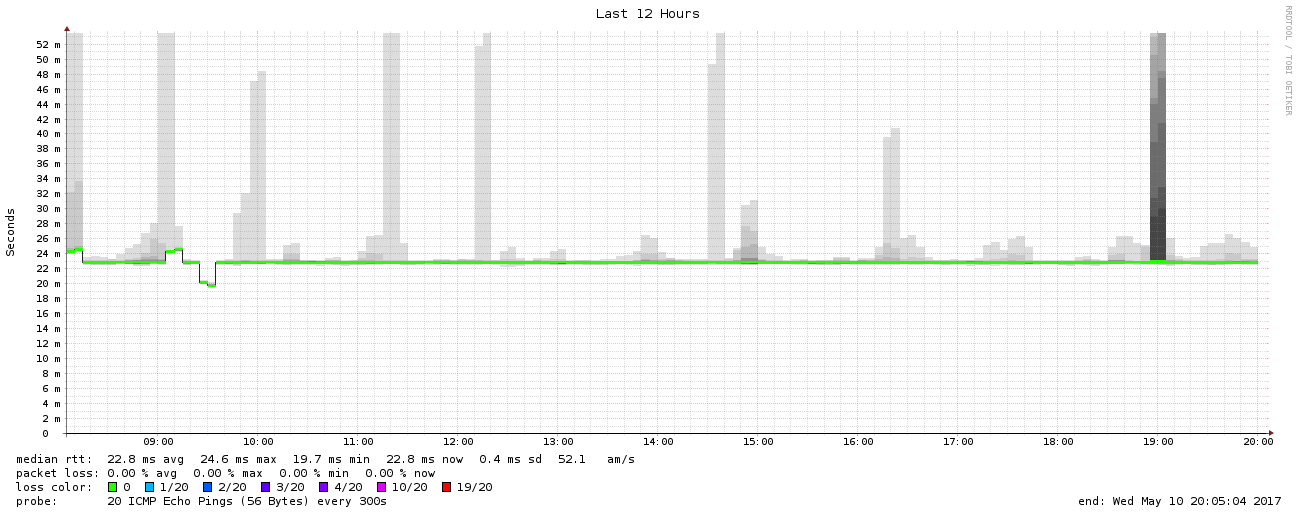 Last 12 Hours
RRDTOOL / TOBI OETIKER
Seconds
52 m
50 m
48 m
46 m
44 m
42 m
40 m
38 m
36 m
34 m
32 m
30 m
28 m
26 m
24 m
22 m
20 m
18 m
16 m
14 m
12 m
10 m
8 m
6 m
4 m
2 m
0
09:00 10:00 11:00 12:00 13:00 14:00 15:00 16:00 17:00 18:00 19:00 20:00
median rtt: 22.8 ms avg 24.6 ms max 19.7 ms min 22.8 ms now 0.4 ms sd 52.1 am/s
packet loss: 0.00 % avg 0.00 % max 0.00 % min 0.00 % now
loss color: 0 1/20 2/20 3/20 4/20 10/20 19/20
probe: 20 ICMP Echo Pings (56 Bytes) every 300s end: Wed May 10 20:05:04 2017